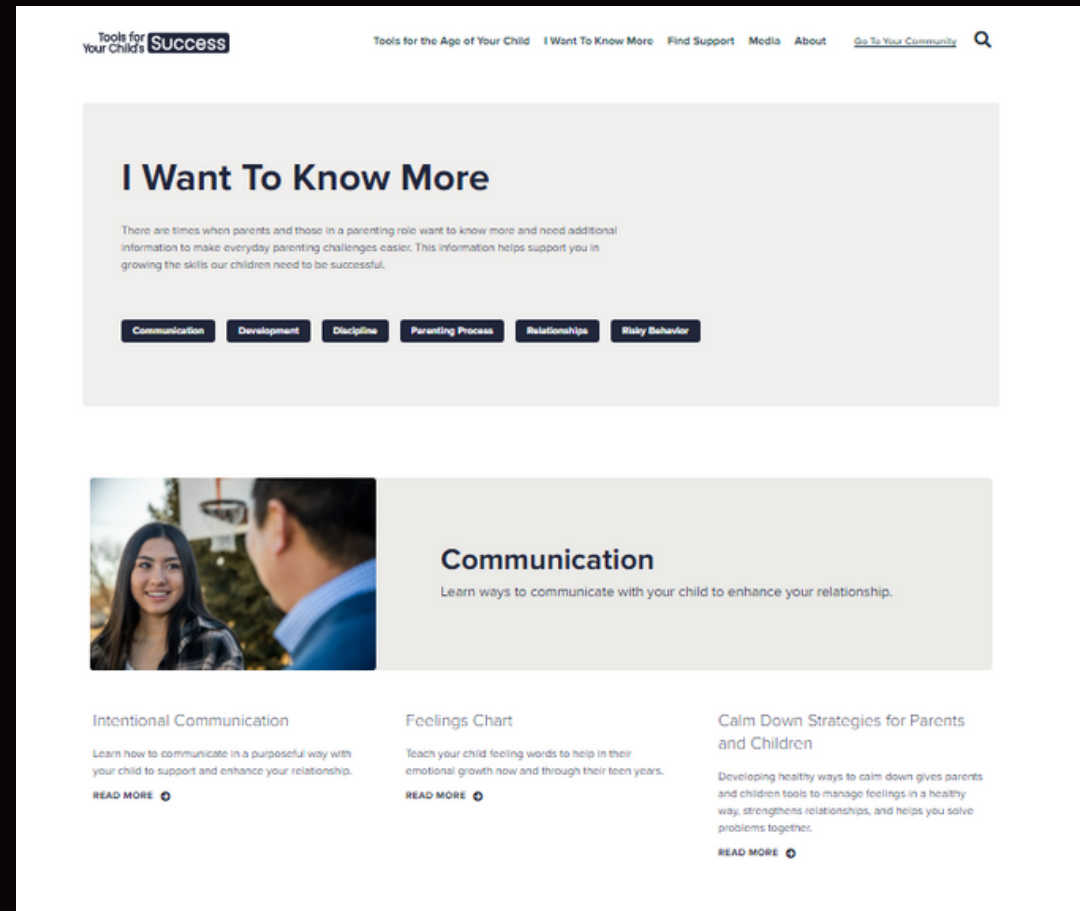 Tools for
Your Child's Success
Tools for the Age of Your Child I Want To Know More Find Support Media About Go To Your Community
I Want To Know More
There are times when parents and those in a parenting role want to know more and need additional
information to make everyday parenting challenges easier. This information helps support you in
growing the skills our children need to be successful.
Communication Development Discipline Parenting Process Relationships Risky Behavior
Communication
Learn ways to communicate with your child to enhance your relationship.
Intentional Communication
Learn how to communicate in a purposeful way with
your child to support and enhance your relationship.
READ MORE
Feelings Chart
Teach your child feeling words to help in their
emotional growth now and through their teen years.
READ MORE
Calm Down Strategies for Parents
and Children
Developing healthy ways to calm down gives parents
and children tools to manage feelings in a healthy
way, strengthens relationships, and helps you solve
problems together.
READ MORE